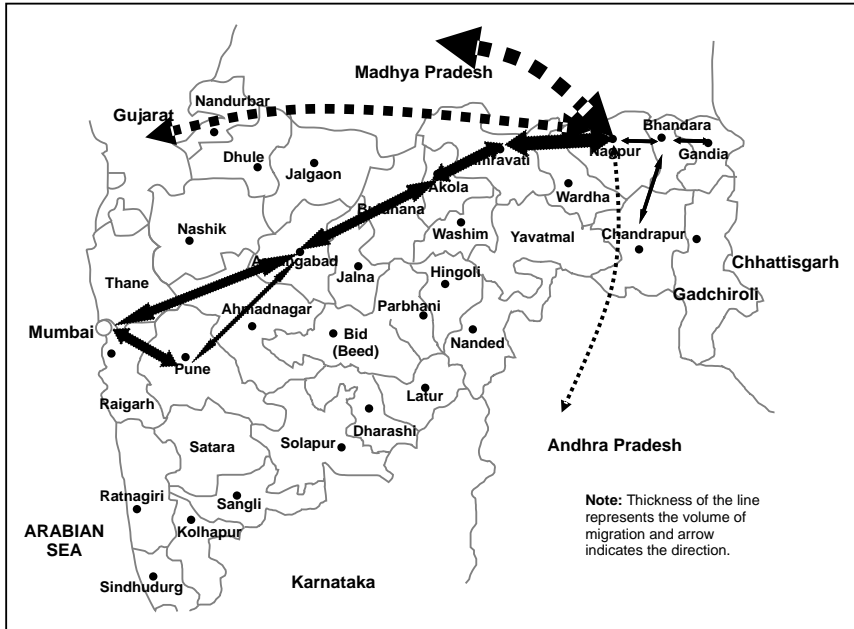 Madhya Pradesh
Gujarat
Nandurbar
Bhandara
Nagpur
Gandia
Amravati
Dhule
Jalgaon
Akola
Wardha
Buldhana
Nashik
Washim
Yavatmal
Chandrapur
Aurangabad
Jalna
Hingoli
Chhattisgarh
Thane
Gadchiroli
Ahmadnagar
Parbhani
Mumbai
Bid
(Beed)
Nanded
Pune
Latur
Raigarh
Dharashi
Satara
Solapur
Andhra Pradesh
Ratnagiri
Sangli
Note: Thickness of the line
represents the volume of
migration and arrow
indicates the direction.
ARABIAN
SEA
Kolhapur
Sindhudurg
Karnataka